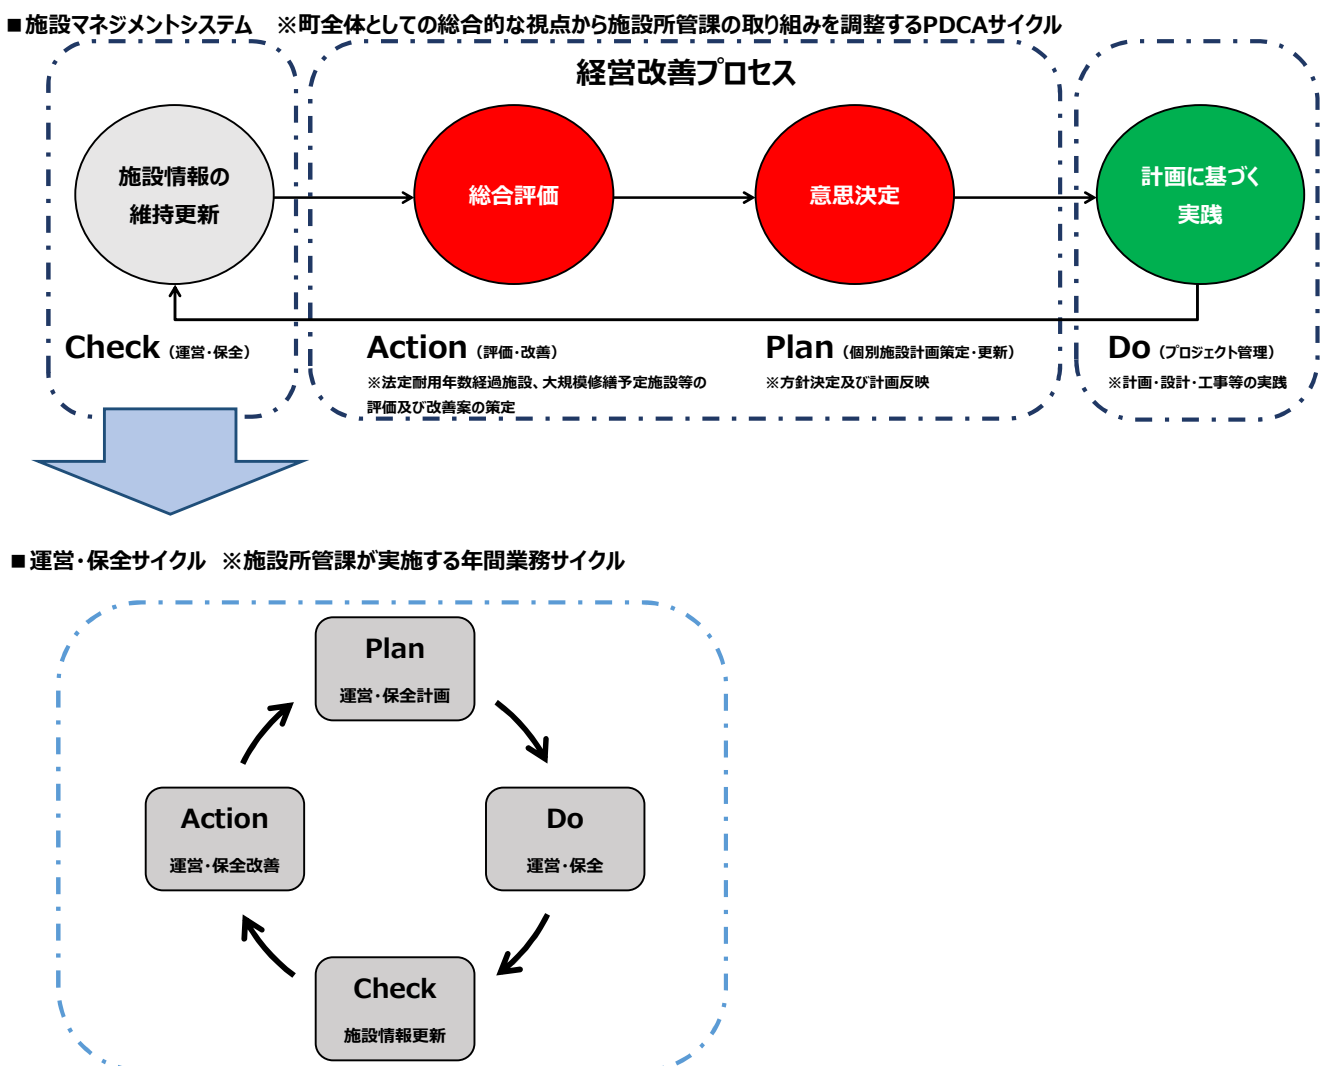 ■施設マネジメントシステム　※町全体としての総合的な視点から施設所管課の取り組みを調整するPDCAサイクル
経営改善プロセス
施設情報の
維持更新
総合評価
意思決定
計画に基づく
実践
Check（運営・保全）
Action（評価・改善）
※法定耐用年数経過施設、大規模修繕予定施設等の
評価及び改善案の策定
Plan（個別施設計画策定・更新）
※方針決定及び計画反映
Do（プロジェクト管理）
※計画・設計・工事等の実践
■運営・保全サイクル　※施設所管課が実施する年間業務サイクル
Plan
運営・保全計画
Action
運営・保全改善
Do
運営・保全
Check
施設情報更新